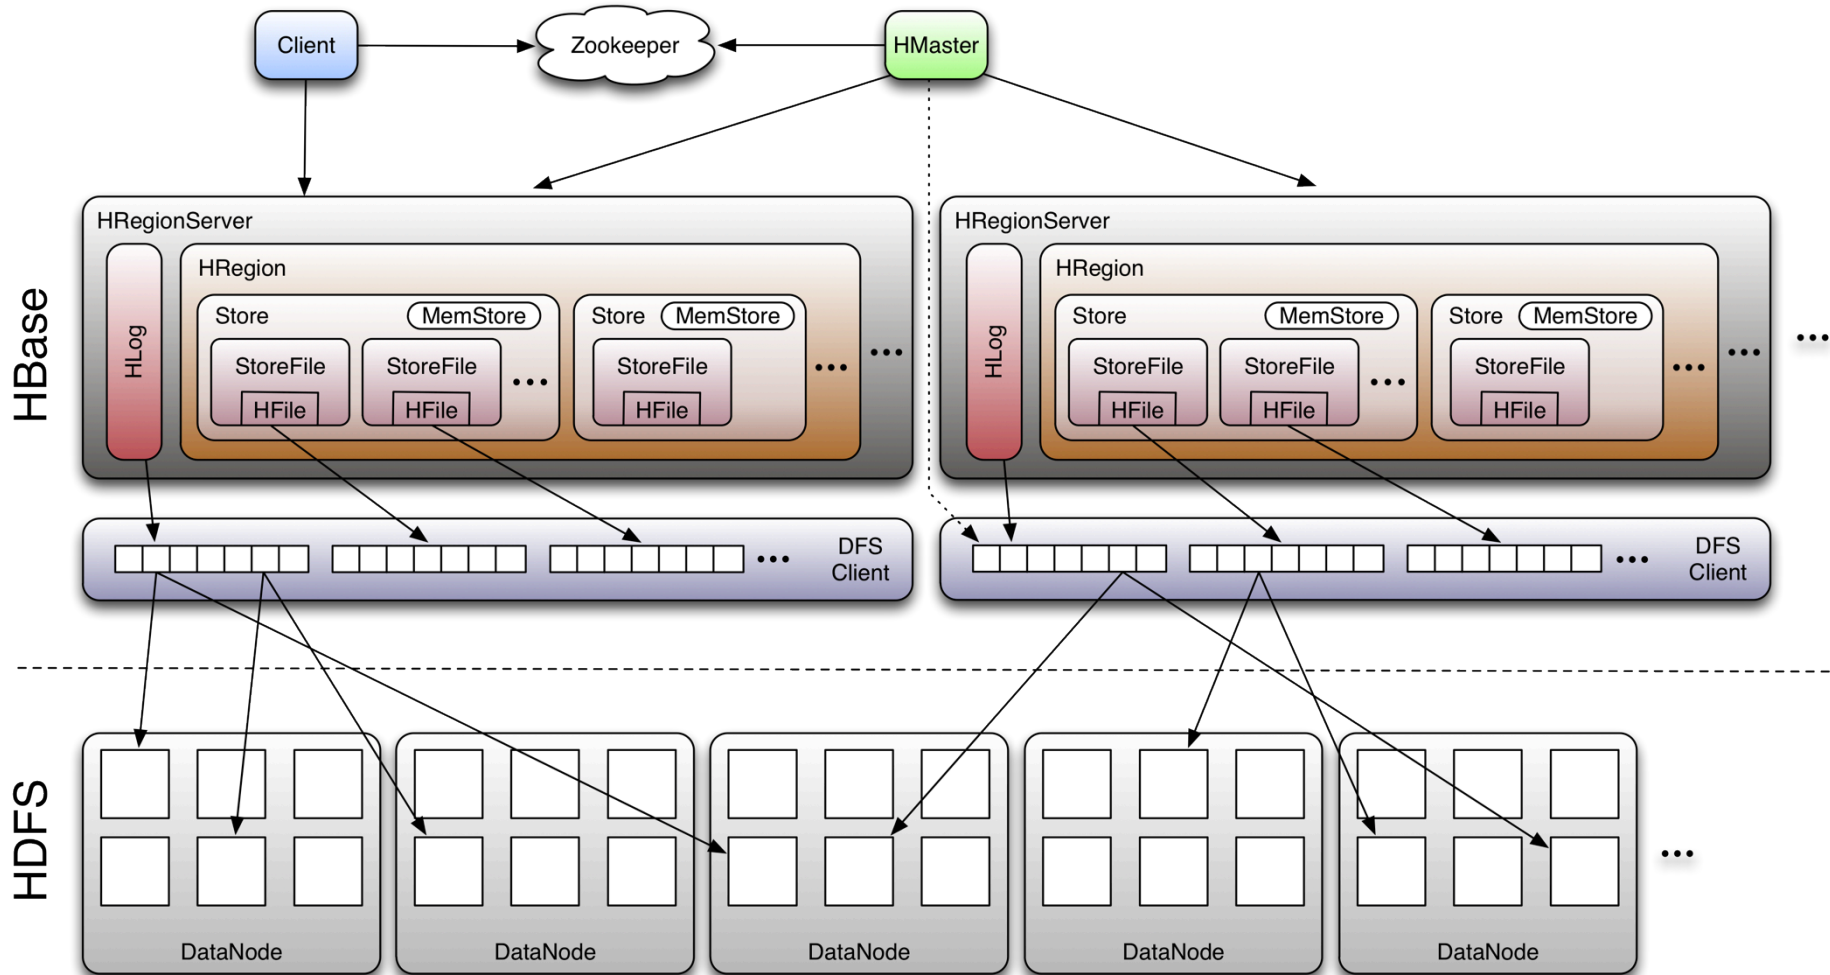 Client
Zookeeper
HMaster
HBase
HRegionServer
HLog
HRegion
Store
MemStore
StoreFile
HFile
StoreFile
HFile
...
Store
MemStore
StoreFile
HFile
...
...
HRegionServer
HLog
HRegion
Store
MemStore
StoreFile
HFile
StoreFile
HFile
...
Store
MemStore
StoreFile
HFile
...
...
...
...
DFS
Client
...
DFS
Client
HDFS
DataNode
DataNode
DataNode
DataNode
DataNode
...